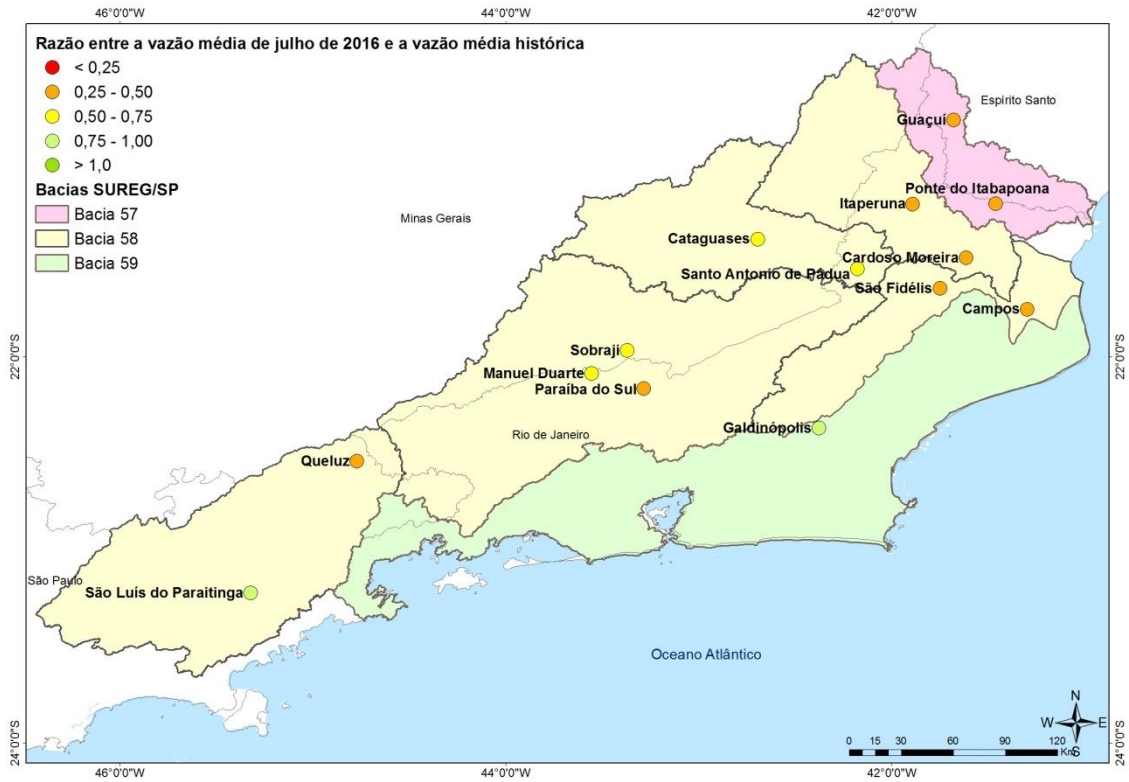 46°0'0"W 44°0'0"W 42°0'0"W
Razão entre a vazão média de julho de 2016 e a vazão média histórica
< 0,25
0,25 - 0,50
0,50 - 0,75
0,75 - 1,00
> 1,0
Bacias SUREG/SP
Bacia 57
Bacia 58
Bacia 59
Espírito Santo
Guaçuí
Ponte do Itabapoana
Itaperuna
Minas Gerais
Cataguases
Cardoso Moreira
Santo Antonio de Pádua
São Fidélis
Campos
22°0'0"S 22°0'0"S
Sobraji
Manuel Duarte
Paraíba do Sul
Galdinópolis
Rio de Janeiro
Queluz
São Paulo
São Luís do Paraitinga
Oceano Atlântico
N
W E
S
0 15 30 60 90 120
Km
24°0'0"S 24°0'0"S
46°0'0"W 44°0'0"W 42°0'0"W